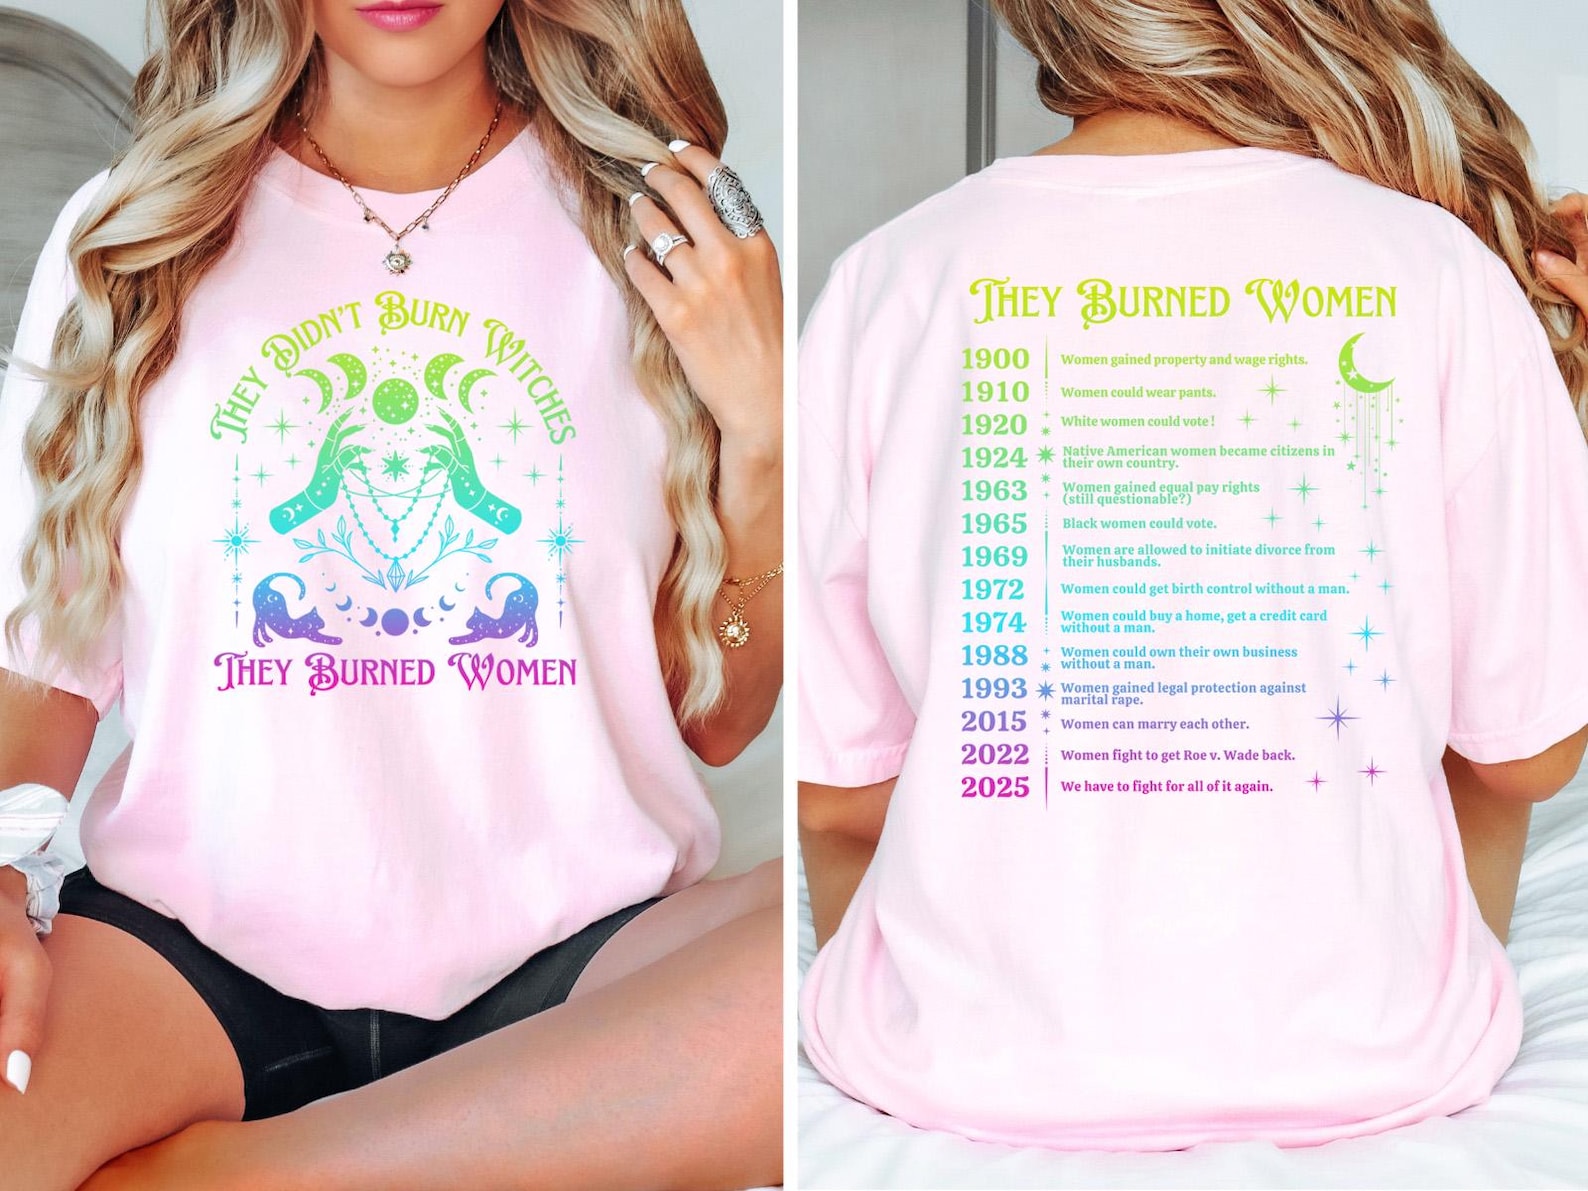 They Didn't Burn Witches
They Burned Women
They Burned Women
1900 Women gained property and wage rights.
1910 Women could wear pants.
1920 White women could vote!
1924 Native American women became citizens in
their own country.
1963 Women gained equal pay rights
(still questionable?)
1965 Black women could vote.
1969 Women are allowed to initiate divorce from
their husbands.
1972 Women could get birth control without a man.
1974 Women could buy a home, get a credit card
without a man.
1988 Women could own their own business
without a man.
1993 Women gained legal protection against
marital rape.
2015 Women can marry each other.
2022 Women fight to get Roe v. Wade back.
2025 We have to fight for all of it again.